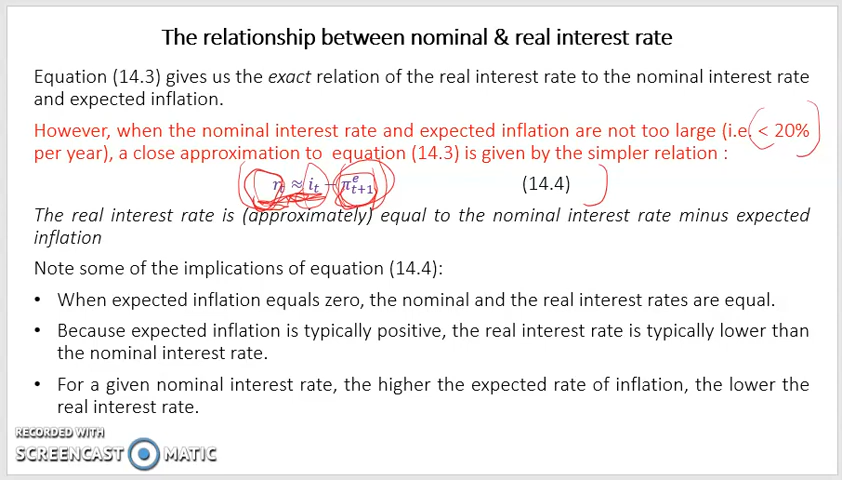 The relationship between nominal & real interest rate
Equation (14.3) gives us the exact relation of the real interest rate to the nominal interest rate
and expected inflation.
However, when the nominal interest rate and expected inflation are not too large (i.e. < 20%
per year), a close approximation to equation (14.3) is given by the simpler relation :
rₜ ≈ iₜ − πᵉₜ₊₁ (14.4)
The real interest rate is (approximately) equal to the nominal interest rate minus expected
inflation
Note some of the implications of equation (14.4):
• When expected inflation equals zero, the nominal and the real interest rates are equal.
• Because expected inflation is typically positive, the real interest rate is typically lower than
the nominal interest rate.
• For a given nominal interest rate, the higher the expected rate of inflation, the lower the
real interest rate.
RECORDED WITH
SCREENCAST MATIC